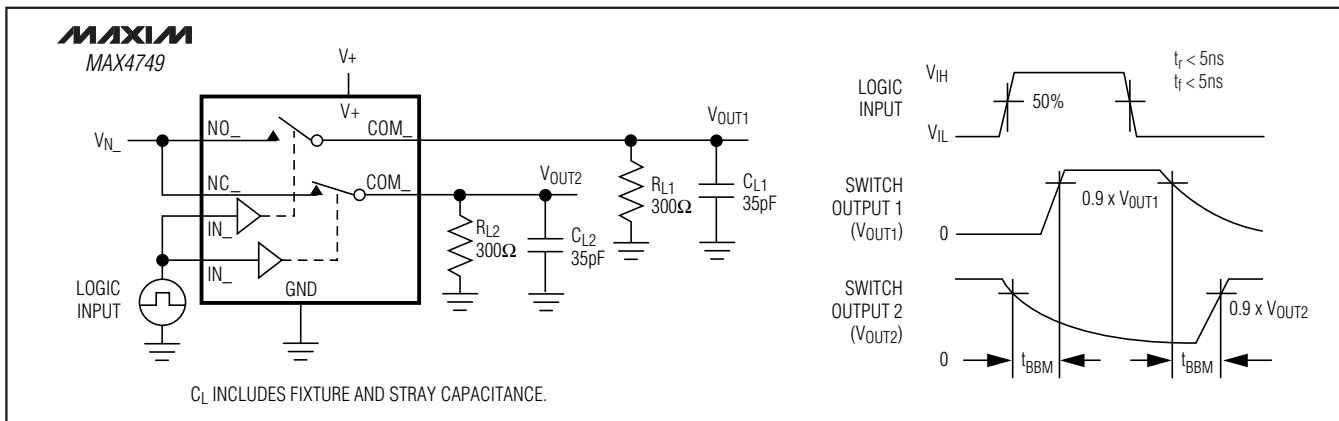 MAXIM
MAX4749
V+
V+
NO_
COM_
V_OUT1
V_N_
NC_
COM_
V_OUT2
R_L1
300Ω
C_L1
35pF
IN_
R_L2
300Ω
C_L2
35pF
IN_
LOGIC
INPUT
GND
C_L INCLUDES FIXTURE AND STRAY CAPACITANCE.
LOGIC
INPUT
V_IH
V_IL
50%
t_r < 5ns
t_f < 5ns
SWITCH
OUTPUT 1
(V_OUT1)
0
0.9 x V_OUT1
SWITCH
OUTPUT 2
(V_OUT2)
0
0.9 x V_OUT2
t_BBM
t_BBM